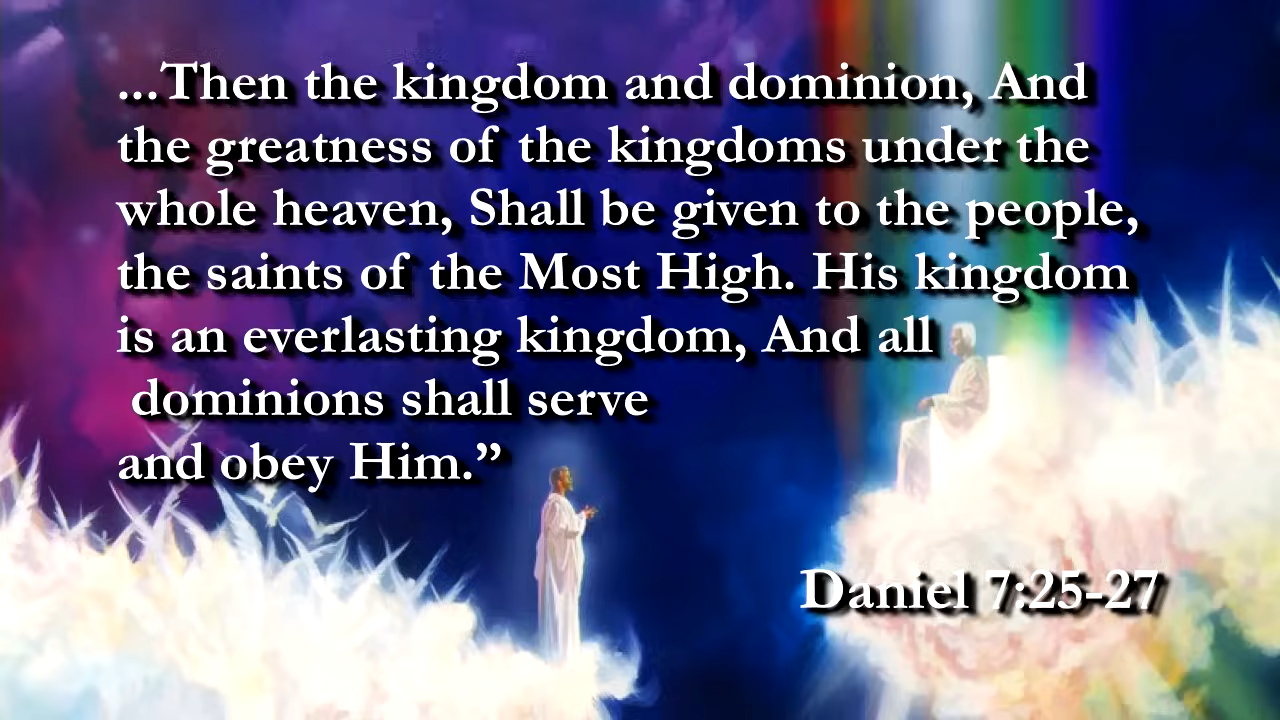 ...Then the kingdom and dominion, And
the greatness of the kingdoms under the
whole heaven, Shall be given to the people,
the saints of the Most High. His kingdom
is an everlasting kingdom, And all
dominions shall serve
and obey Him.”
Daniel 7:25-27